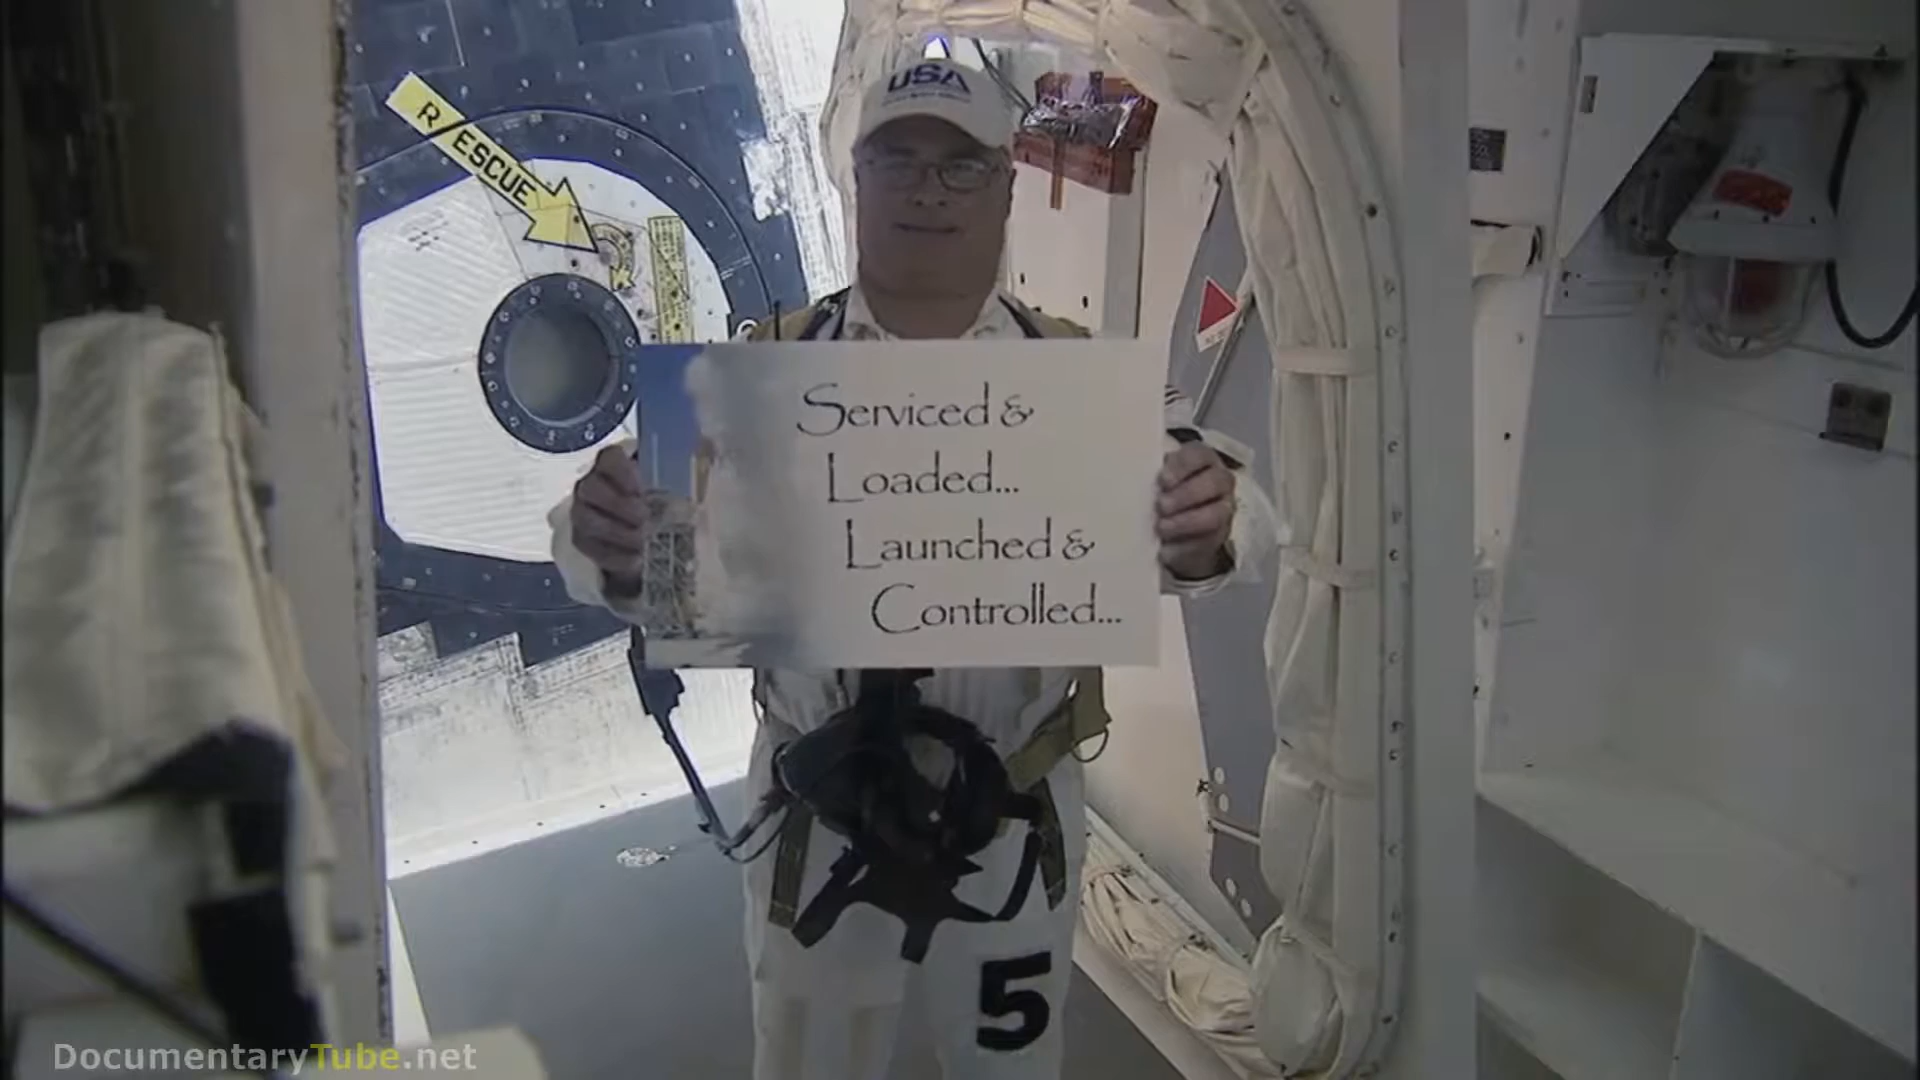 USA
RESCUE
Serviced &
Loaded...
Launched &
Controlled...
5
DocumentaryTube.net